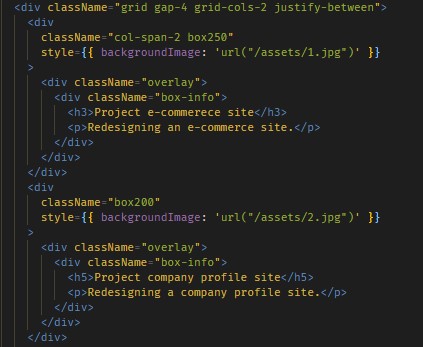 <div className="grid gap-4 grid-cols-2 justify-between">
<div
className="col-span-2 box250"
style={{ backgroundImage: 'url("/assets/1.jpg")' }}
>
<div className="overlay">
<div className="box-info">
<h3>Project e-commerece site</h3>
<p>Redesigning an e-commerce site.</p>
</div>
</div>
</div>
<div
className="box200"
style={{ backgroundImage: 'url("/assets/2.jpg")' }}
>
<div className="overlay">
<div className="box-info">
<h5>Project company profile site</h5>
<p>Redesigning a company profile site.</p>
</div>
</div>
</div>